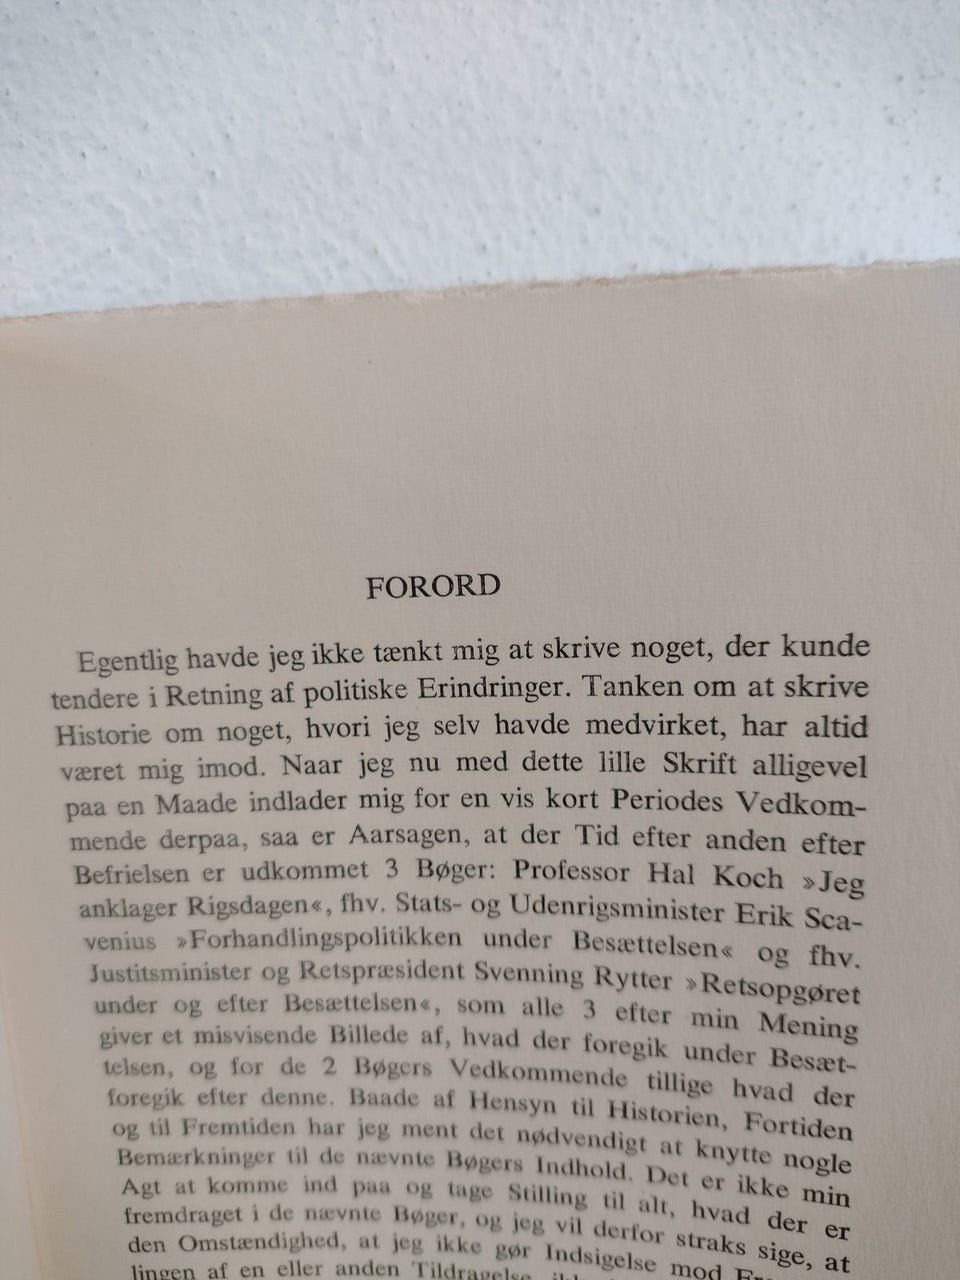 FORORD
Egentlig havde jeg ikke tænkt mig at skrive noget, der kunde
tendere i Retning af politiske Erindringer. Tanken om at skrive
Historie om noget, hvori jeg selv havde medvirket, har altid
været mig imod. Naar jeg nu med dette lille Skrift alligevel
paa en Maade indlader mig for en vis kort Periodes Vedkom-
mende derpaa, saa er Aarsagen, at der Tid efter anden efter
Befrielsen er udkommet 3 Bøger: Professor Hal Koch »Jeg
anklager Rigsdagen«, fhv. Stats- og Udenrigsminister Erik Sca-
venius »Forhandlingspolitikken under Besættelsen« og fhv.
Justitsminister og Retspræsident Svenning Rytter »Retsopgøret
under og efter Besættelsen«, som alle 3 efter min Mening
giver et misvisende Billede af, hvad der foregik under Besæt-
telsen, og for de 2 Bøgers Vedkommende tillige hvad der
foregik efter denne. Baade af Hensyn til Historien, Fortiden
og til Fremtiden har jeg ment det nødvendigt at knytte nogle
Bemærkninger til de nævnte Bøgers Indhold. Det er ikke min
Agt at komme ind paa og tage Stilling til alt, hvad der er
fremdraget i de nævnte Bøger, og jeg vil derfor straks sige, at
den Omstændighed, at jeg ikke gør Indsigelse mod
lingen af en eller anden Tildragelse